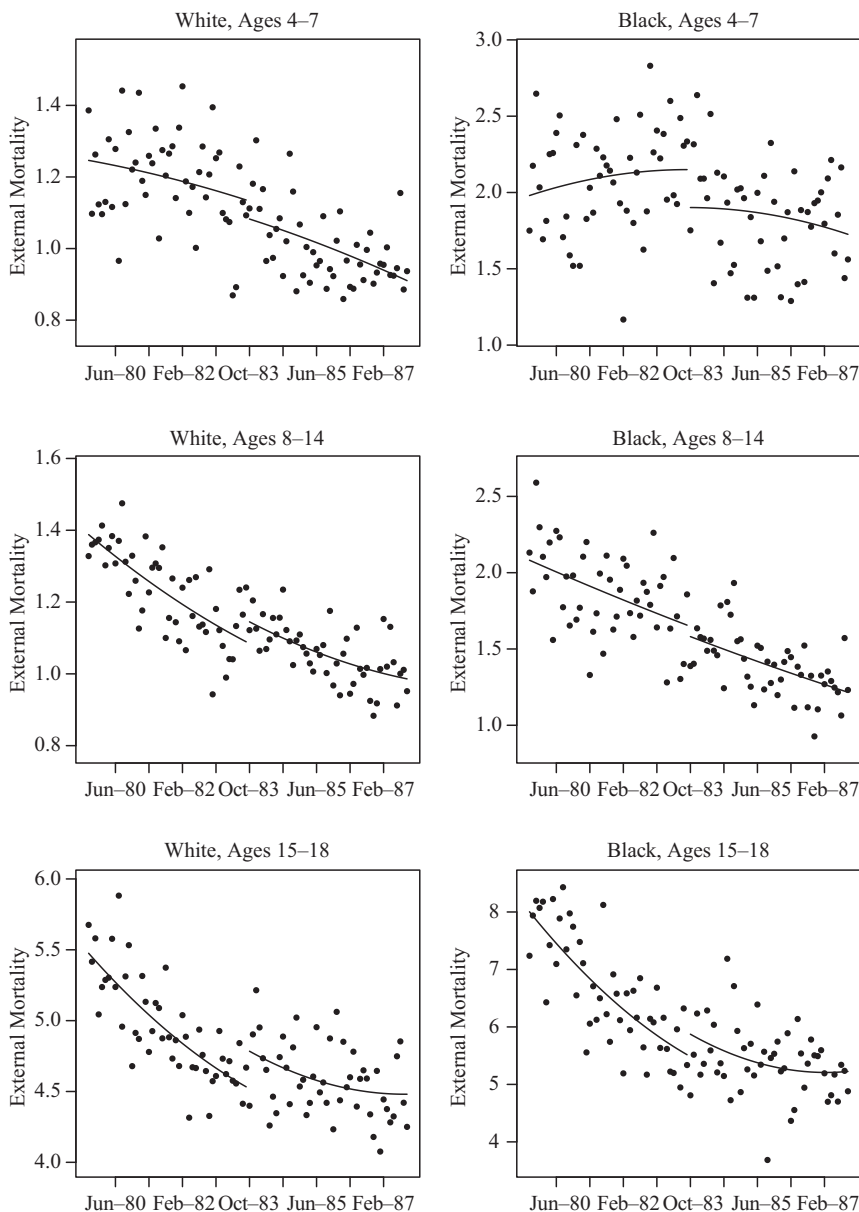 White, Ages 4–7
External Mortality
1.4
1.2
1.0
0.8
Jun–80 Feb–82 Oct–83 Jun–85 Feb–87
Black, Ages 4–7
External Mortality
3.0
2.5
2.0
1.5
1.0
Jun–80 Feb–82 Oct–83 Jun–85 Feb–87
White, Ages 8–14
External Mortality
1.6
1.4
1.2
1.0
0.8
Jun–80 Feb–82 Oct–83 Jun–85 Feb–87
Black, Ages 8–14
External Mortality
2.5
2.0
1.5
1.0
Jun–80 Feb–82 Oct–83 Jun–85 Feb–87
White, Ages 15–18
External Mortality
6.0
5.5
5.0
4.5
4.0
Jun–80 Feb–82 Oct–83 Jun–85 Feb–87
Black, Ages 15–18
External Mortality
8
7
6
5
4
Jun–80 Feb–82 Oct–83 Jun–85 Feb–87